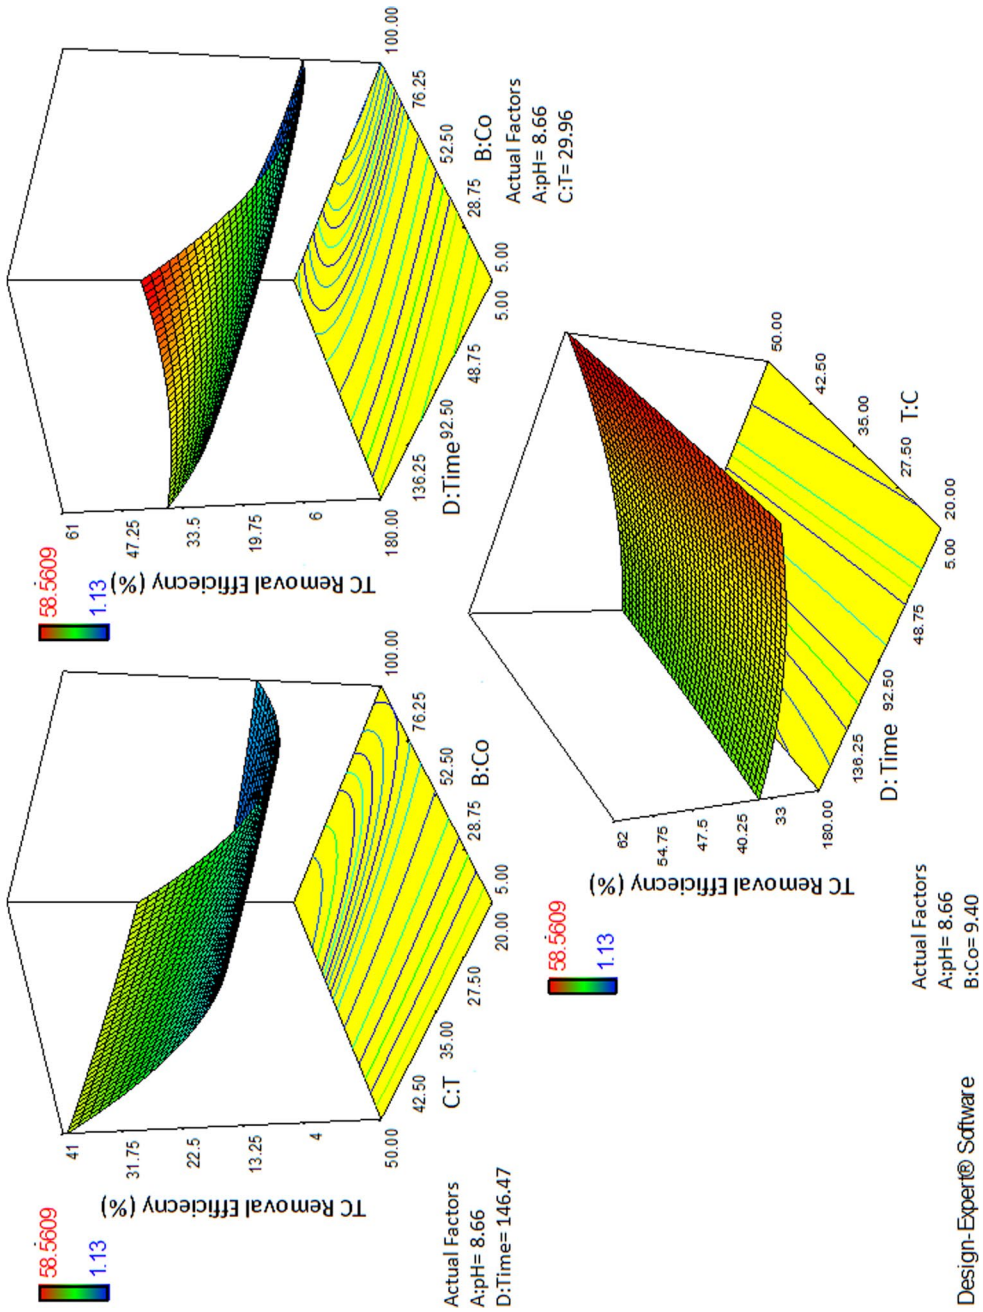 58.5609
1.13
TC Removal Efficiecny (%)
41
31.75
22.5
13.25
4
50.00
42.50
35.00
27.50
20.00
C:T
5.00
28.75
52.50
76.25
100.00
B:Co
Actual Factors
A:pH= 8.66
D:Time= 146.47
58.5609
1.13
TC Removal Efficiecny (%)
61
47.25
33.5
19.75
6
180.00
136.25
92.50
48.75
5.00
D:Time
5.00
28.75
52.50
76.25
100.00
B:Co
Actual Factors
A:pH= 8.66
C:T= 29.96
58.5609
1.13
TC Removal Efficiecny (%)
62
54.75
47.5
40.25
33
180.00
136.25
92.50
48.75
5.00
D: Time
20.00
27.50
35.00
42.50
50.00
T:C
Actual Factors
A:pH= 8.66
B:Co= 9.40
Design-Expert® Software